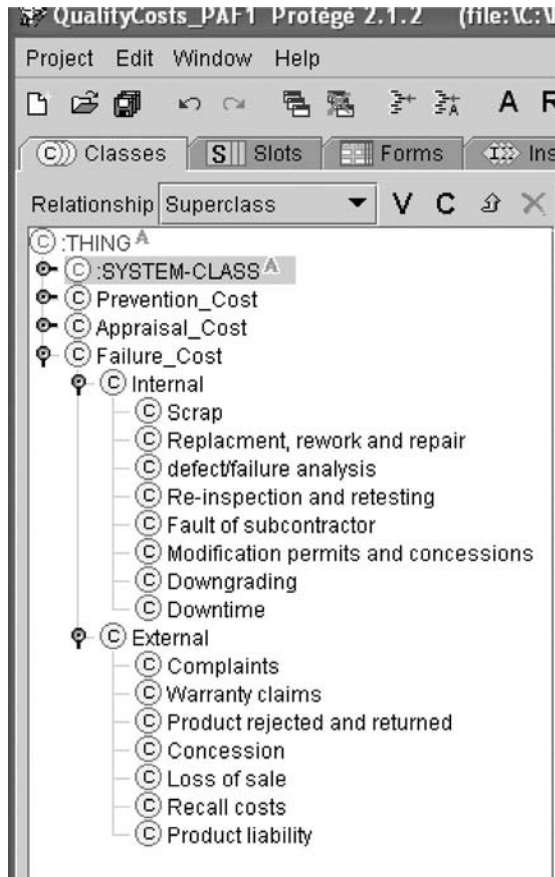 QualityCosts_PAF1 Protégé 2.1.2 (file:\C:\
Project Edit Window Help
A R
C Classes S Slots Forms I Ins
Relationship Superclass V C
C :THING A
C :SYSTEM-CLASS A
C Prevention_Cost
C Appraisal_Cost
C Failure_Cost
C Internal
C Scrap
C Replacment, rework and repair
C defect/failure analysis
C Re-inspection and retesting
C Fault of subcontractor
C Modification permits and concessions
C Downgrading
C Downtime
C External
C Complaints
C Warranty claims
C Product rejected and returned
C Concession
C Loss of sale
C Recall costs
C Product liability